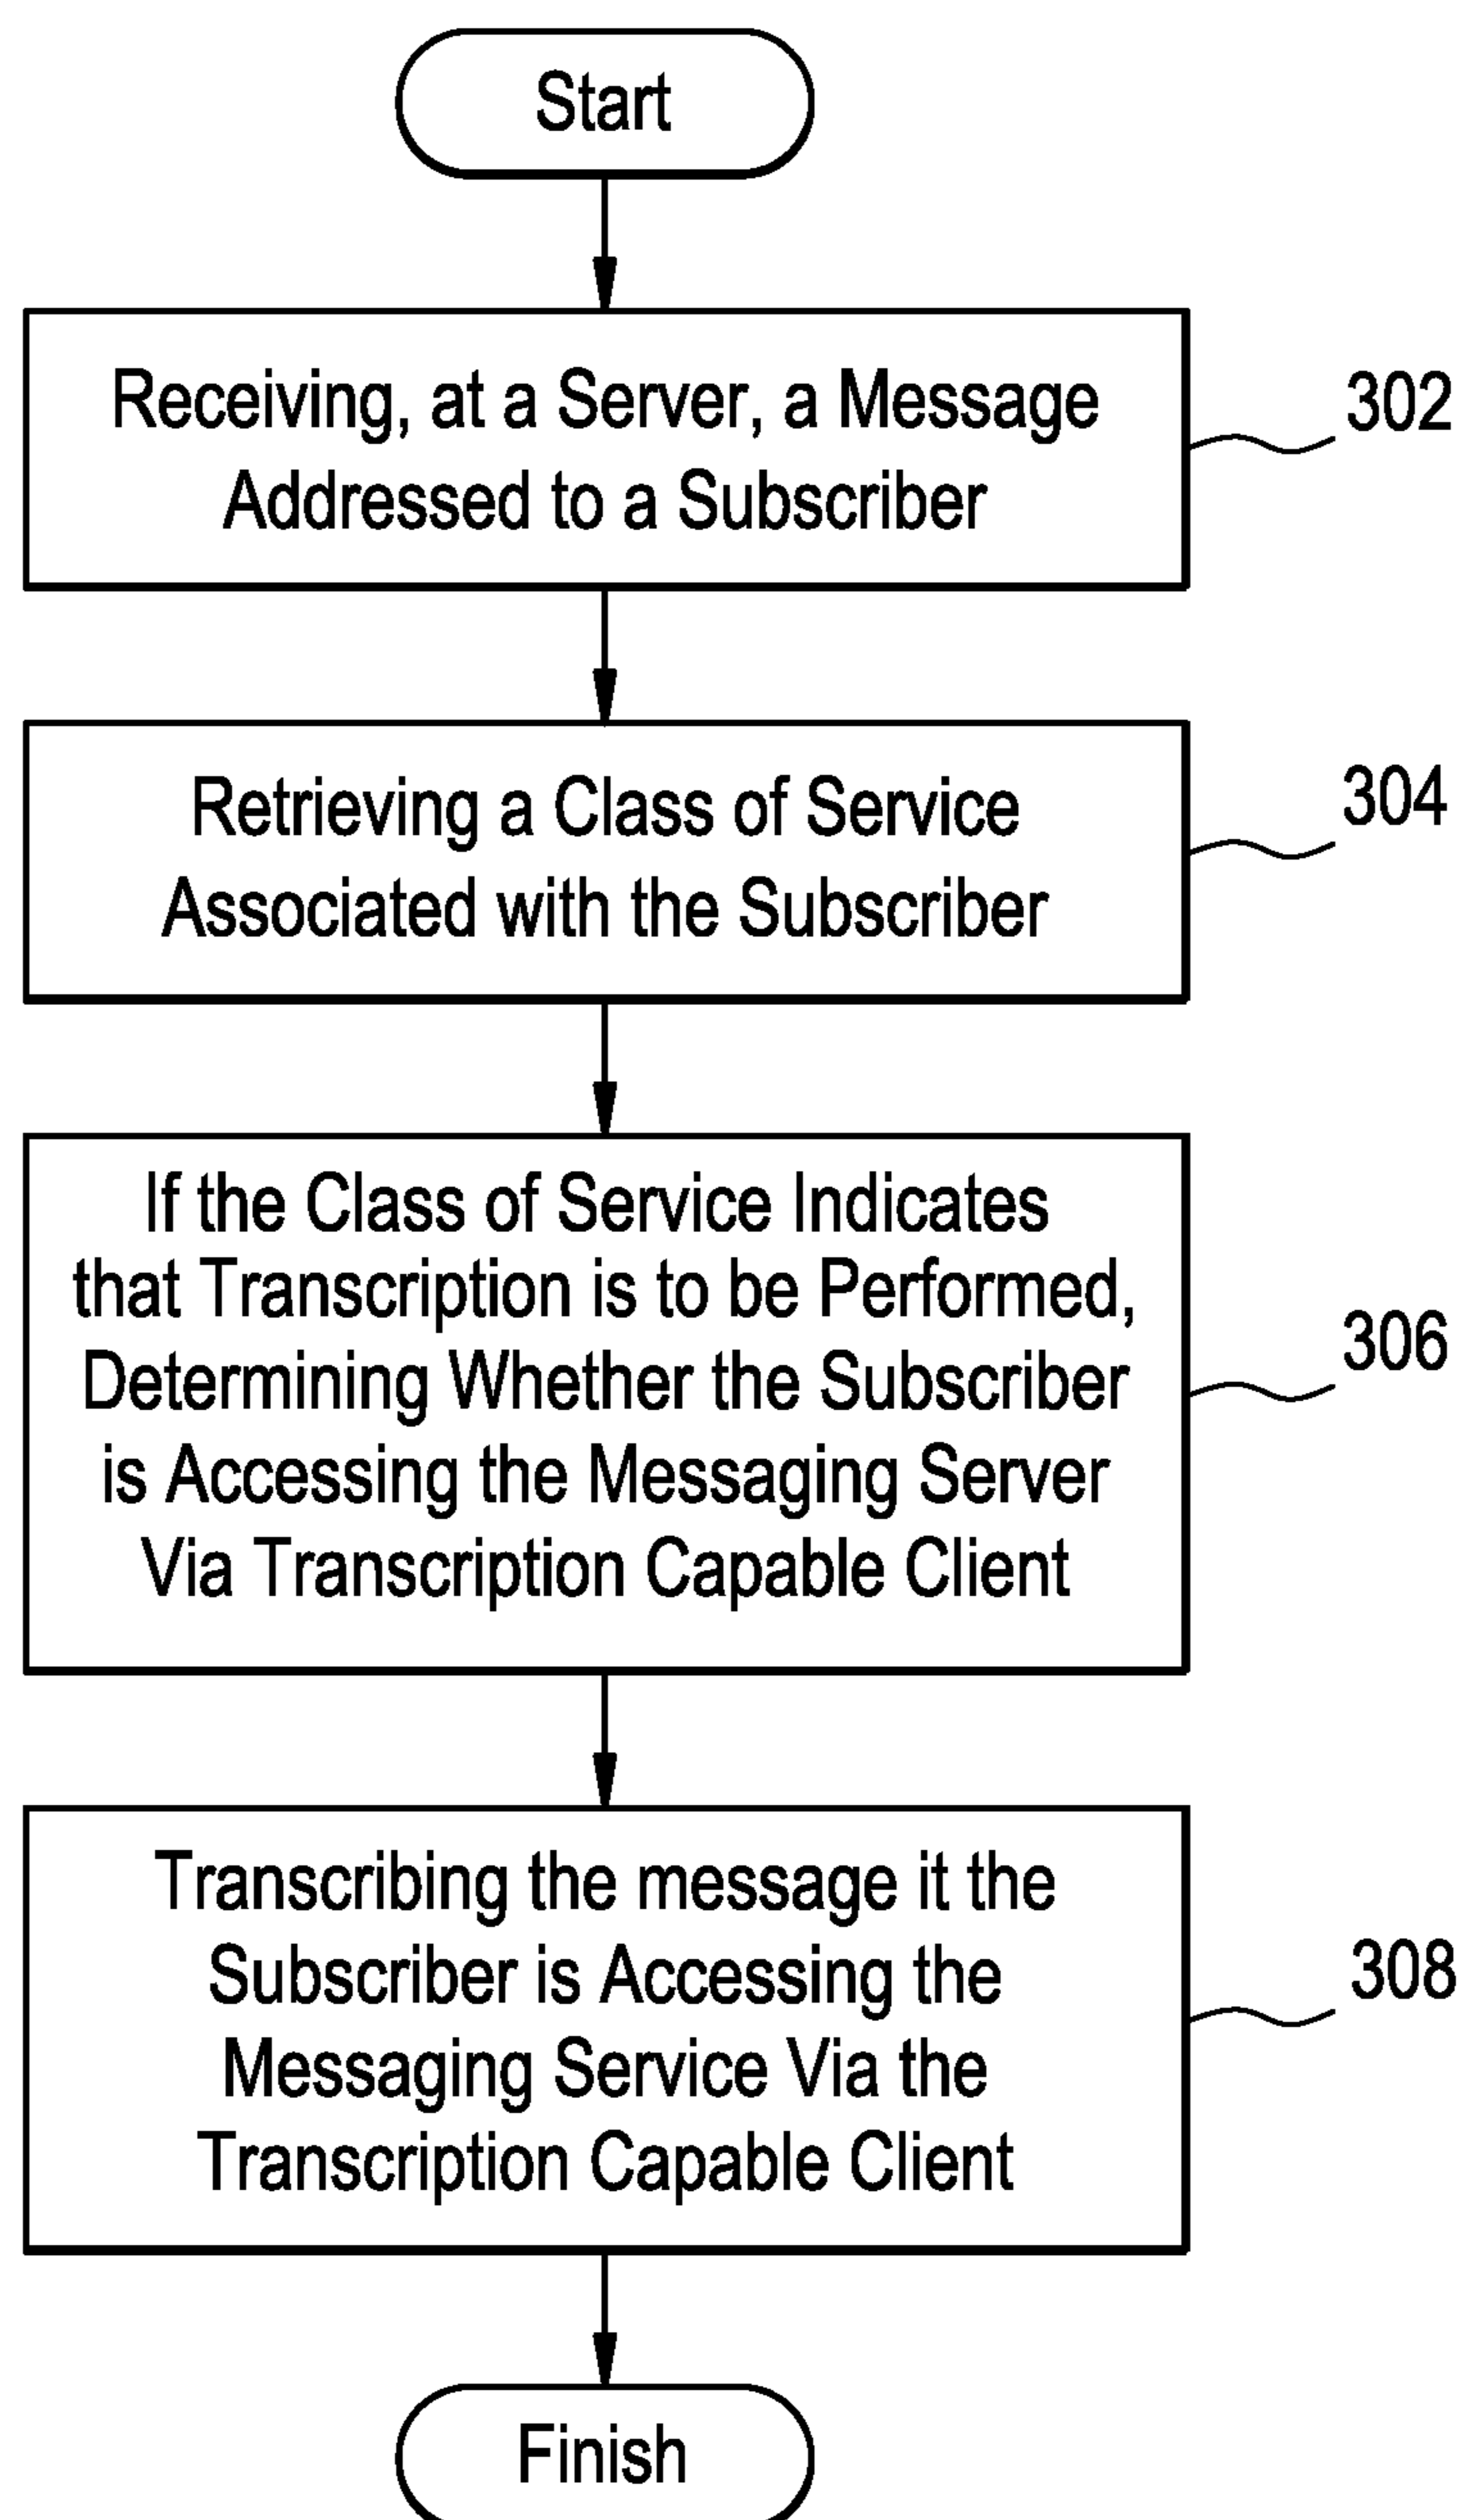 Start
Receiving, at a Server, a Message
Addressed to a Subscriber
302
Retrieving a Class of Service
Associated with the Subscriber
304
If the Class of Service Indicates
that Transcription is to be Performed,
Determining Whether the Subscriber
is Accessing the Messaging Server
Via Transcription Capable Client
306
Transcribing the message it the
Subscriber is Accessing the
Messaging Service Via the
Transcription Capable Client
308
Finish